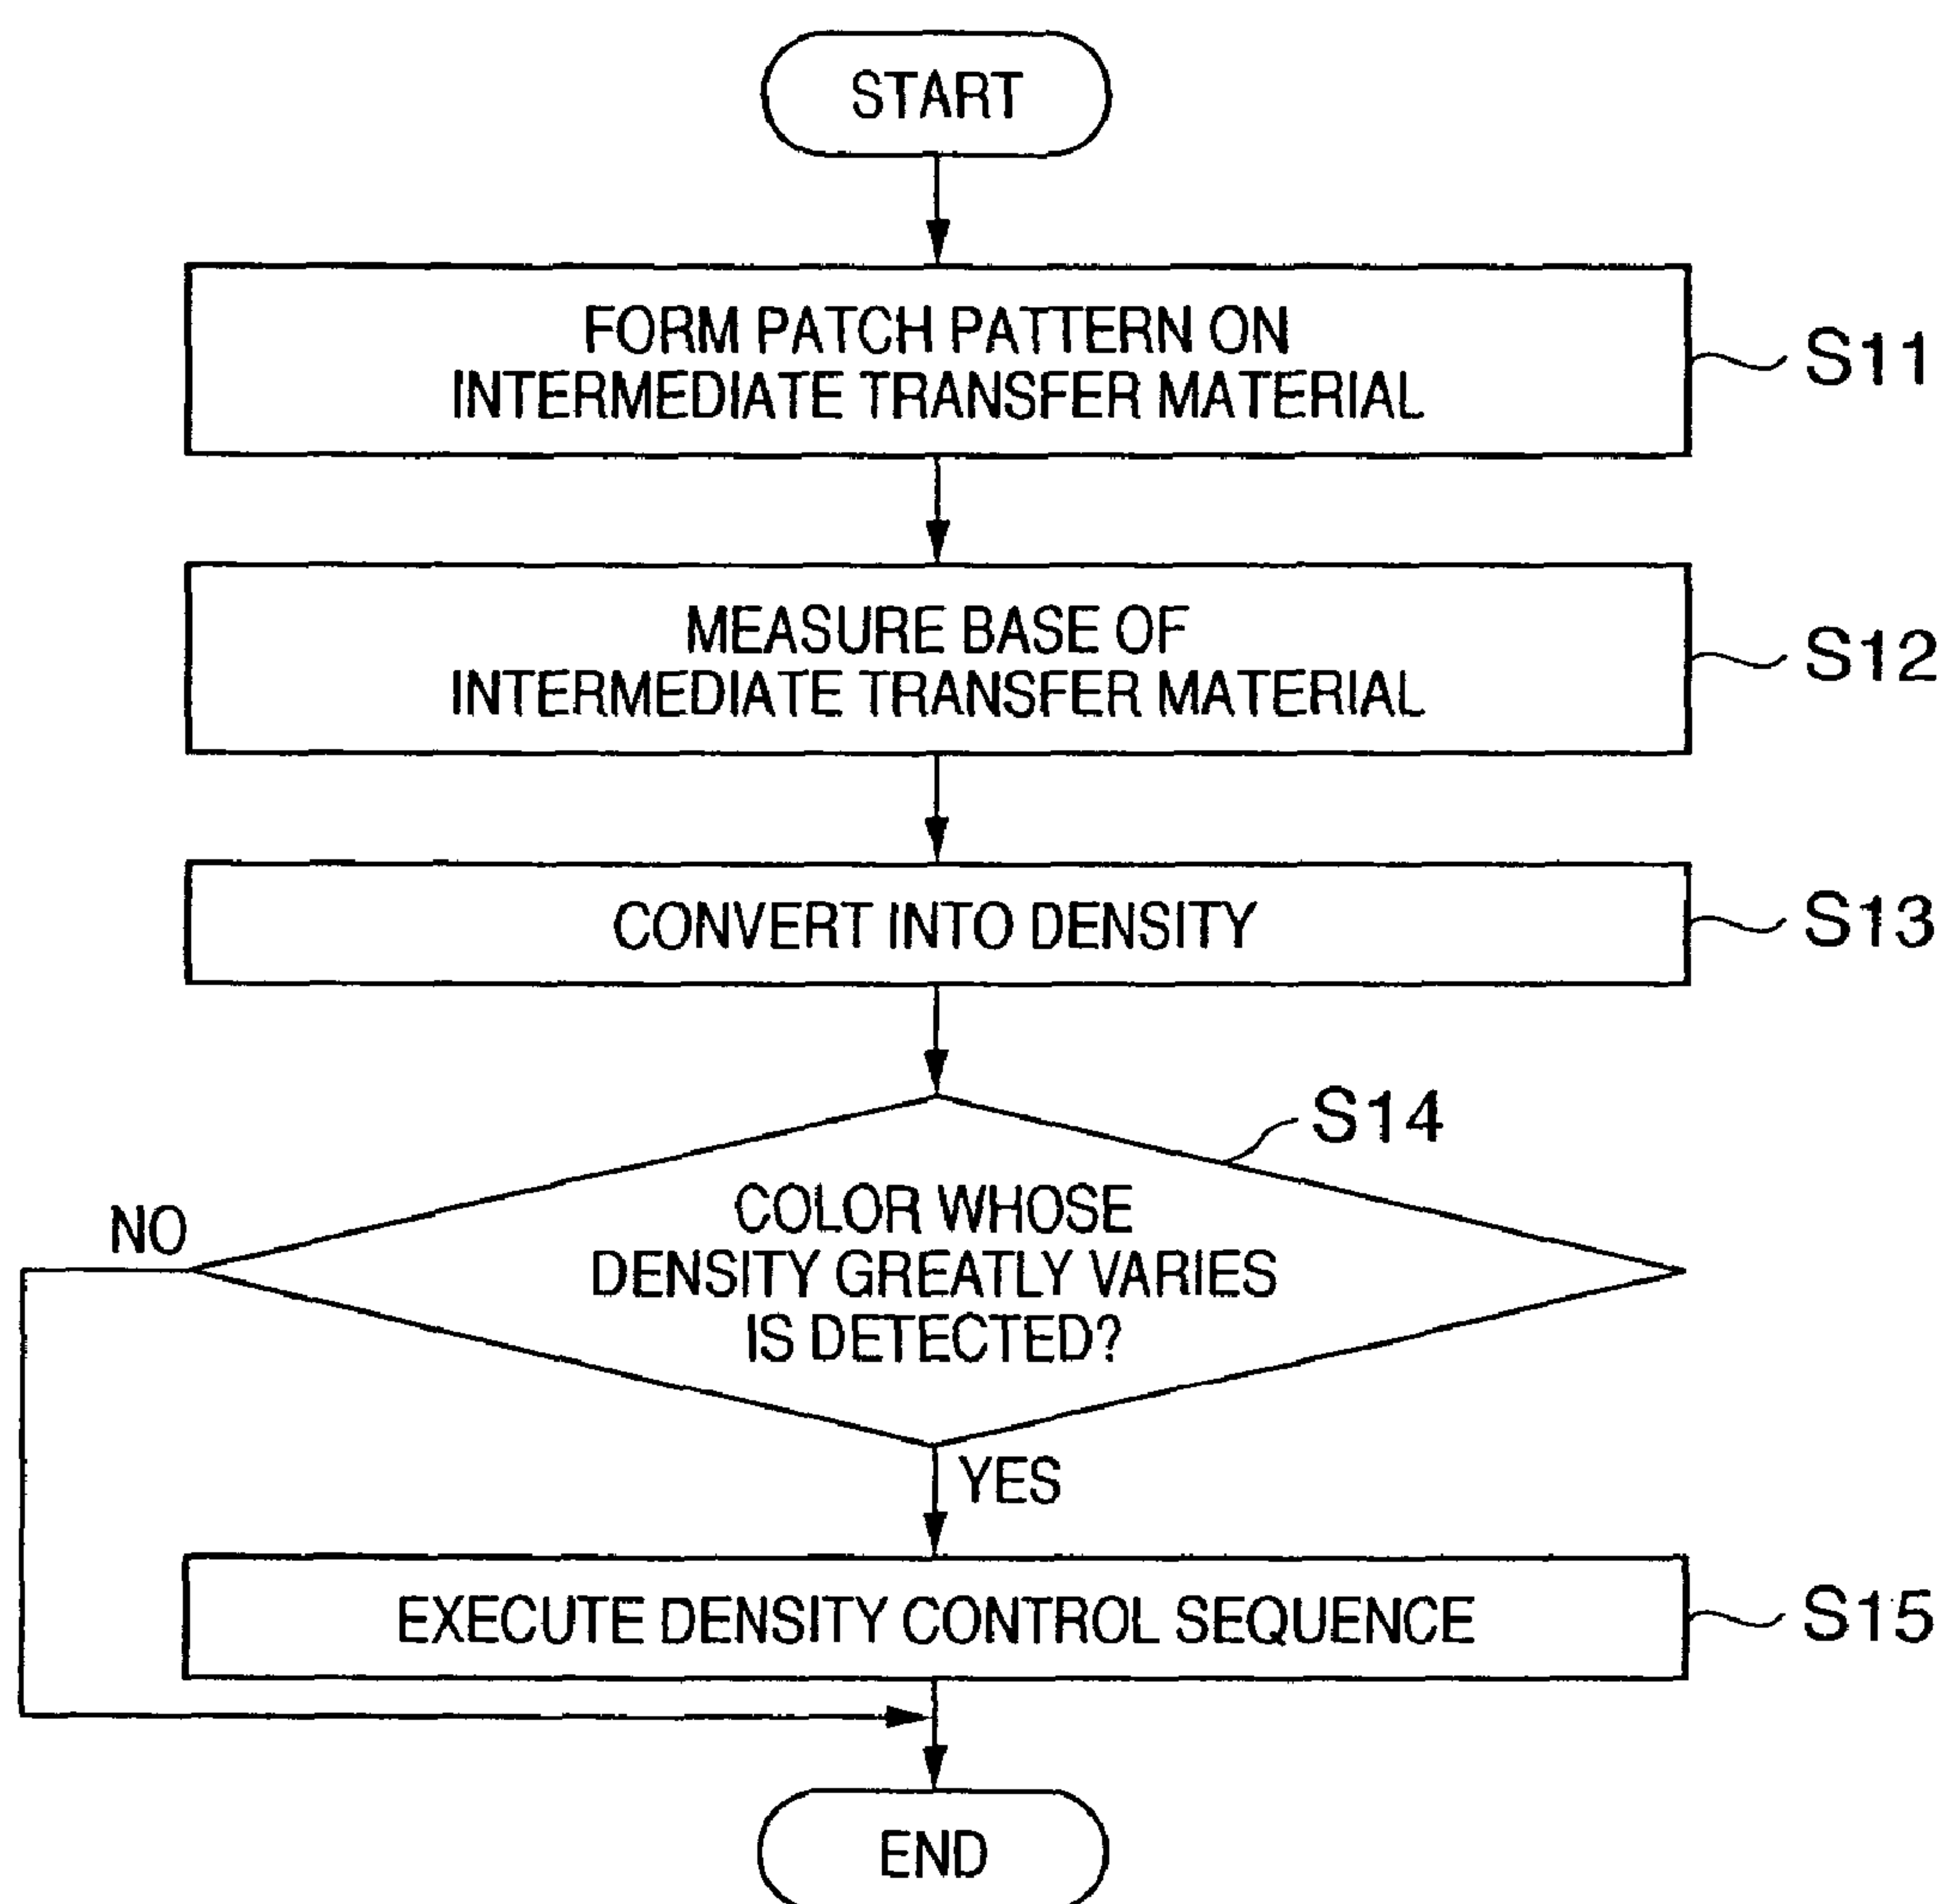 START
FORM PATCH PATTERN ON
INTERMEDIATE TRANSFER MATERIAL
S11
MEASURE BASE OF
INTERMEDIATE TRANSFER MATERIAL
S12
CONVERT INTO DENSITY
S13
S14
COLOR WHOSE
DENSITY GREATLY VARIES
IS DETECTED?
NO
YES
EXECUTE DENSITY CONTROL SEQUENCE
S15
END